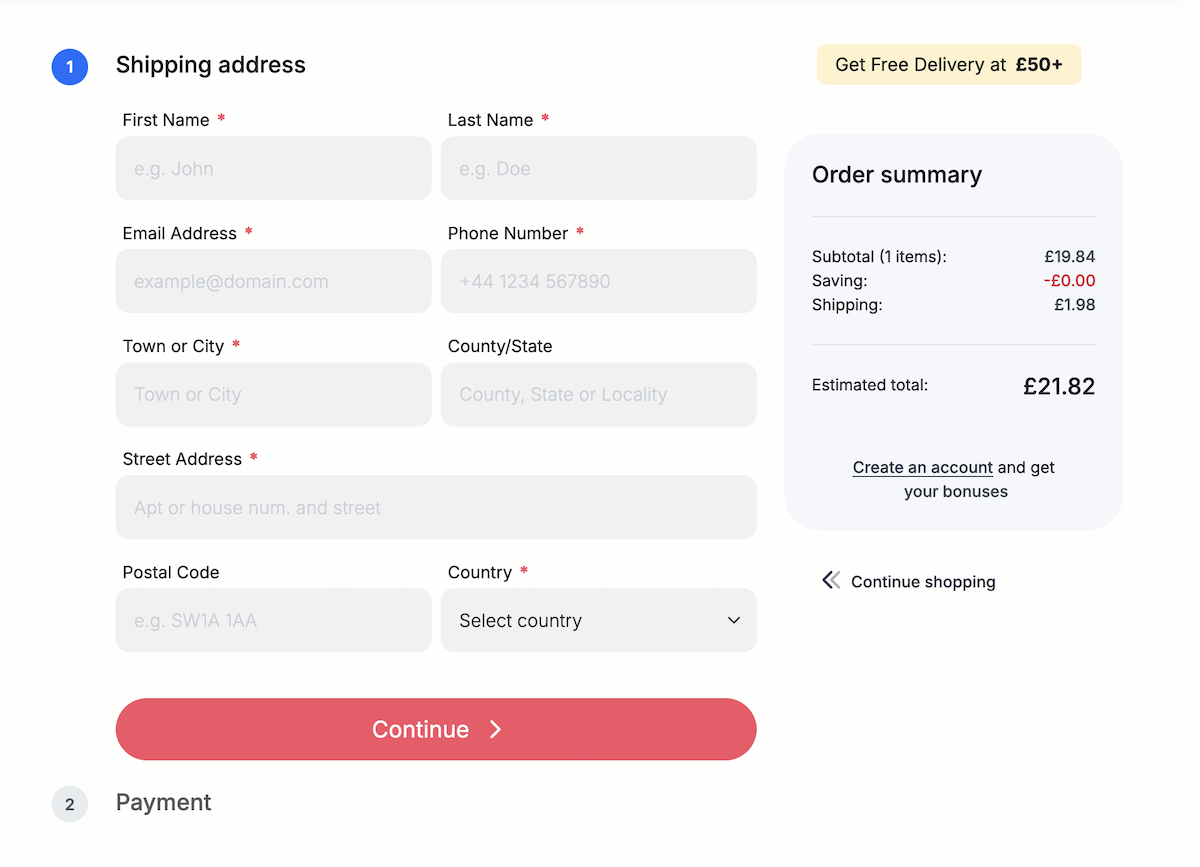 1 Shipping address
First Name * Last Name *
e.g. John e.g. Doe
Email Address * Phone Number *
example@domain.com +44 1234 567890
Town or City * County/State
Town or City County, State or Locality
Street Address *
Apt or house num. and street
Postal Code Country *
e.g. SW1A 1AA Select country
Continue
2 Payment
Get Free Delivery at £50+
Order summary
Subtotal (1 items): £19.84
Saving: -£0.00
Shipping: £1.98
Estimated total: £21.82
Create an account and get
your bonuses
Continue shopping